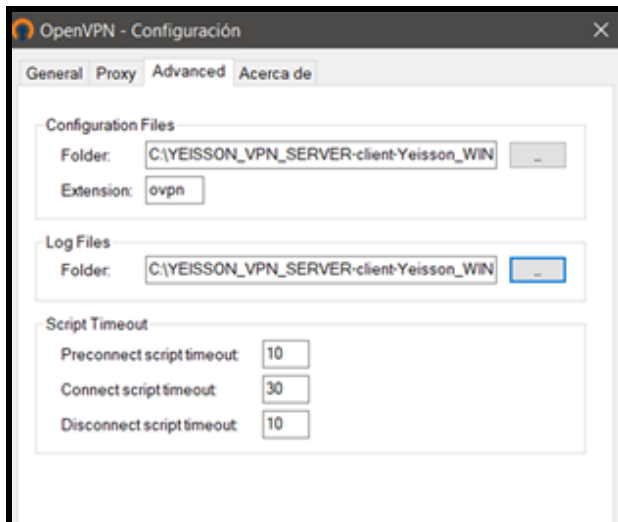 OpenVPN - Configuración
General Proxy Advanced Acerca de
Configuration Files
Folder: C:\YEISSON_VPN_SERVER-client-Yeisson_WIN
Extension: ovpn
Log Files
Folder: C:\YEISSON_VPN_SERVER-client-Yeisson_WIN
Script Timeout
Preconnect script timeout: 10
Connect script timeout: 30
Disconnect script timeout: 10